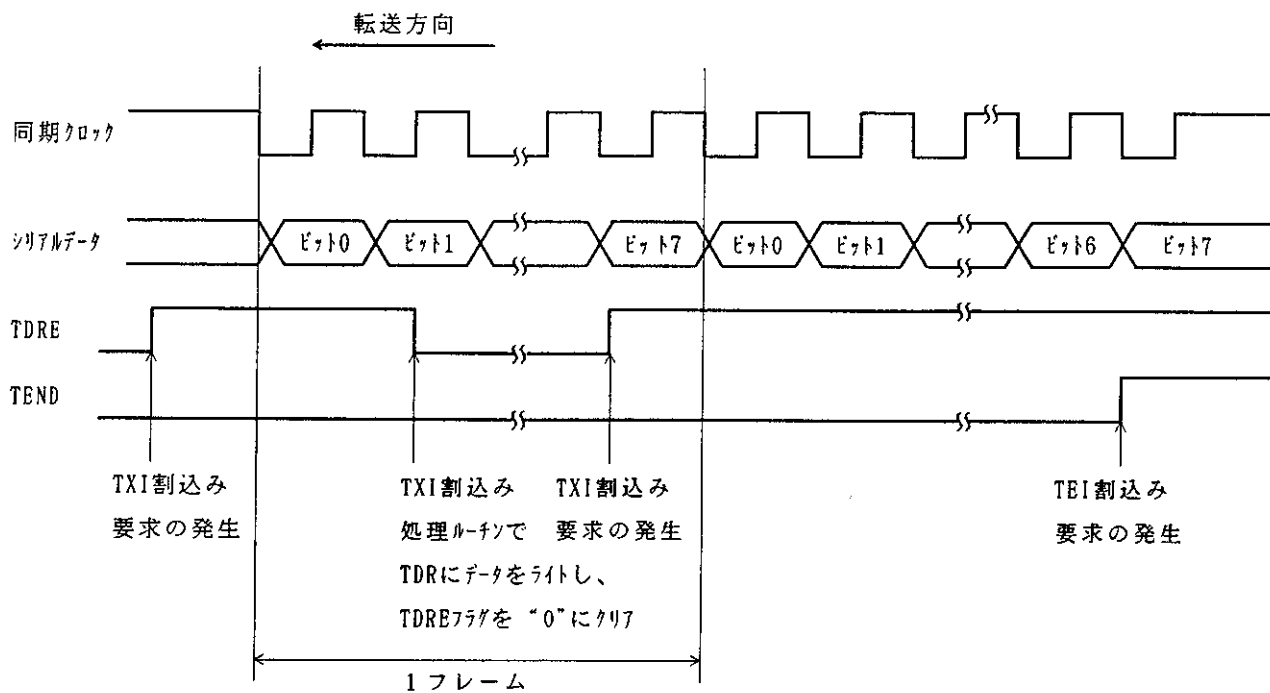 転送方向
同期クロック
シリアルデータ
ビット0
ビット1
ビット7
ビット0
ビット1
ビット6
ビット7
TDRE
TEND
TXI割込み
要求の発生
TXI割込み
処理ルーチンで
TDRにデータをライトし、
TDREフラグを “0”にクリア
TXI割込み
要求の発生
TEI割込み
要求の発生
1フレーム